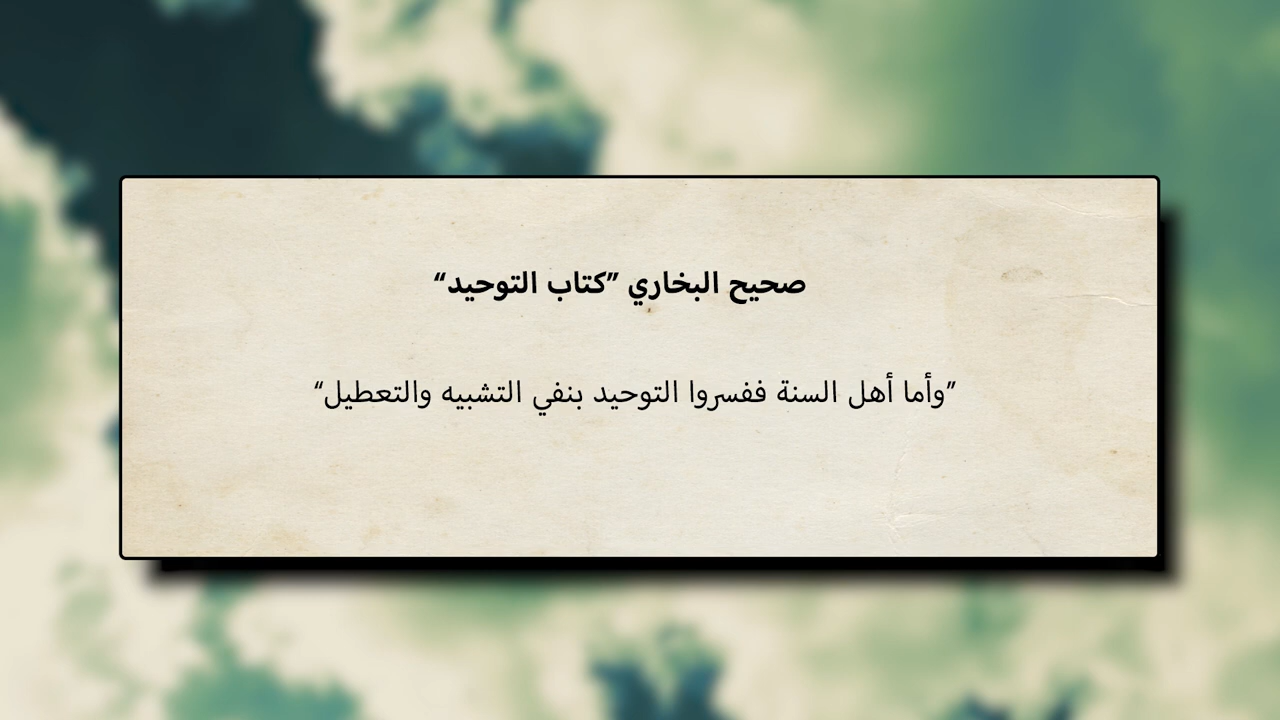 صحيح البخاري ”كتاب التوحيد“
”وأما أهل السنة ففسروا التوحيد بنفي التشبيه والتعطيل“